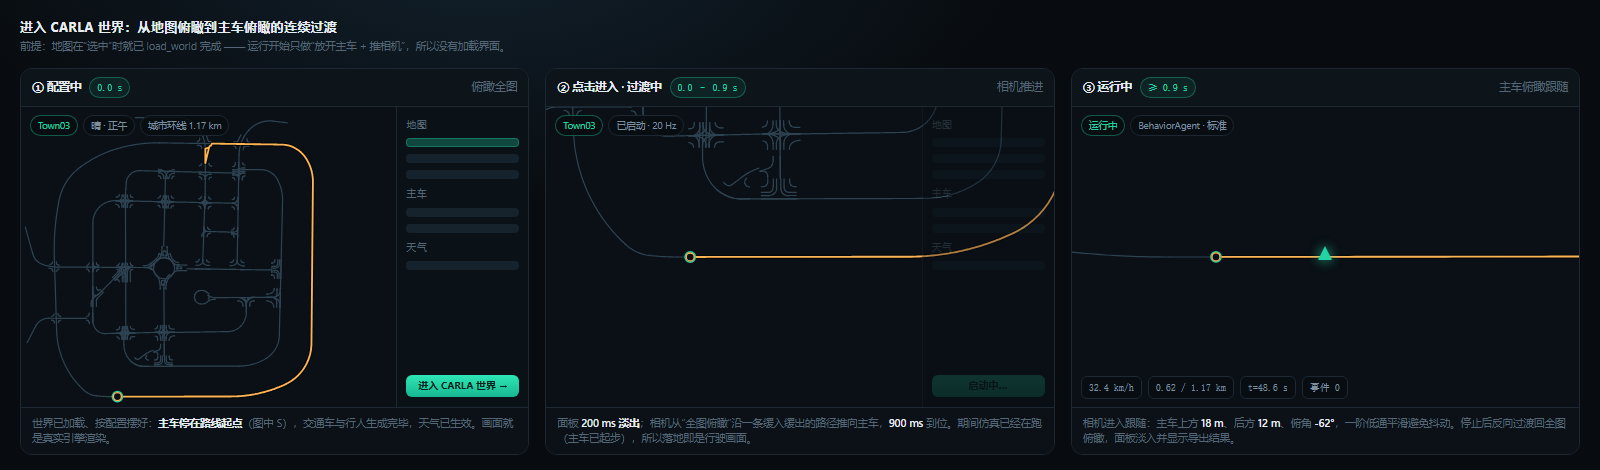 进入 CARLA 世界：从地图俯瞰到主车俯瞰的连续过渡
前提：地图在“选中”时就已 load_world 完成 —— 运行开始只做“放开主车 + 推相机”，所以没有加载界面。
① 配置中 0.0 s 俯瞰全图
Town03 晴 · 正午 城市环线 1.17 km
地图
主车
天气
进入 CARLA 世界 →
世界已加载、按配置摆好：主车停在路线起点（图中 S），交通车与行人生成完毕，天气已生效。画面就
是真实引擎渲染。
② 点击进入 · 过渡中 0.0 – 0.9 s 相机推进
Town03 已启动 · 20 Hz
地图
主车
天气
启动中…
面板 200 ms 淡出；相机从“全图俯瞰”沿一条缓入缓出的路径推向主车，900 ms 到位。期间仿真已经在跑
（主车已起步），所以落地即是行驶画面。
③ 运行中 ≥ 0.9 s 主车俯瞰跟随
运行中 BehaviorAgent · 标准
32.4 km/h 0.62 / 1.17 km t=48.6 s 事件 0
相机进入跟随：主车上方 18 m、后方 12 m、俯角 -62°，一阶低通平滑避免抖动。停止后反向过渡回全图
俯瞰，面板淡入并显示导出结果。